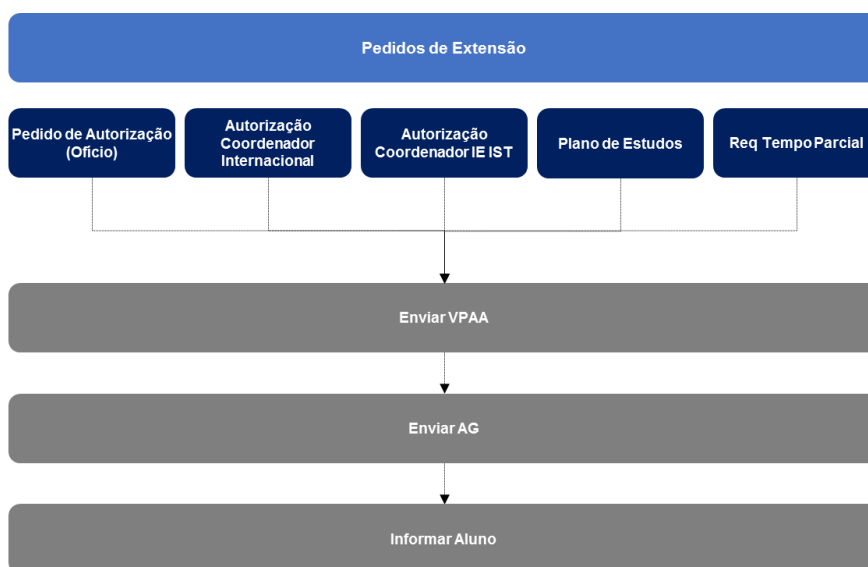 Pedidos de Extensão
Pedido de Autorização
(Ofício)
Autorização
Coordenador
Internacional
Autorização
Coordenador IE IST
Plano de Estudos
Req Tempo Parcial
Enviar VPAA
Enviar AG
Informar Aluno